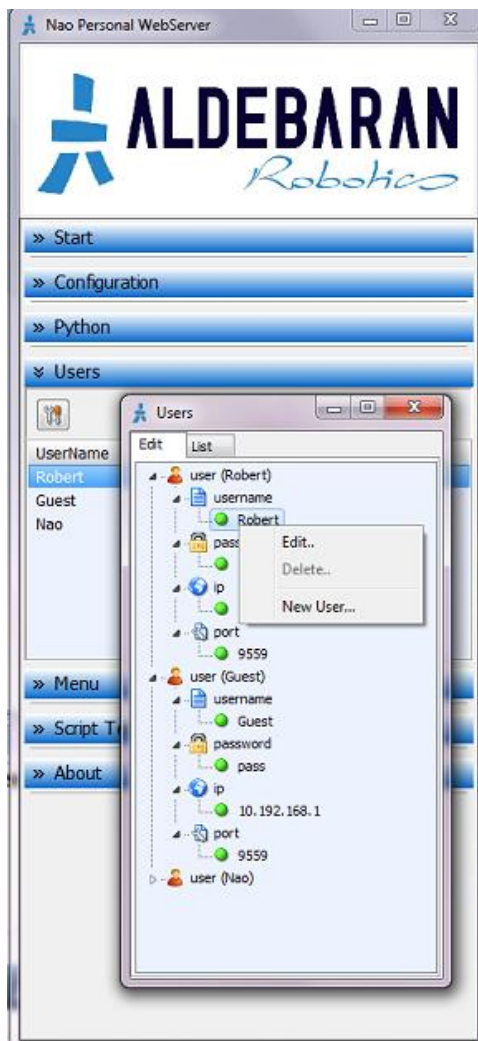 Nao Personal WebServer
ALDEBARAN
Robotics
» Start
» Configuration
» Python
Users
Users
Edit List
UserName
Robert
Guest
Nao
user (Robert)
username
Robert
Edit..
Delete..
New User...
ip
port
9559
user (Guest)
username
Guest
password
pass
ip
10.192.168.1
port
9559
user (Nao)
» Menu
» Script
» About